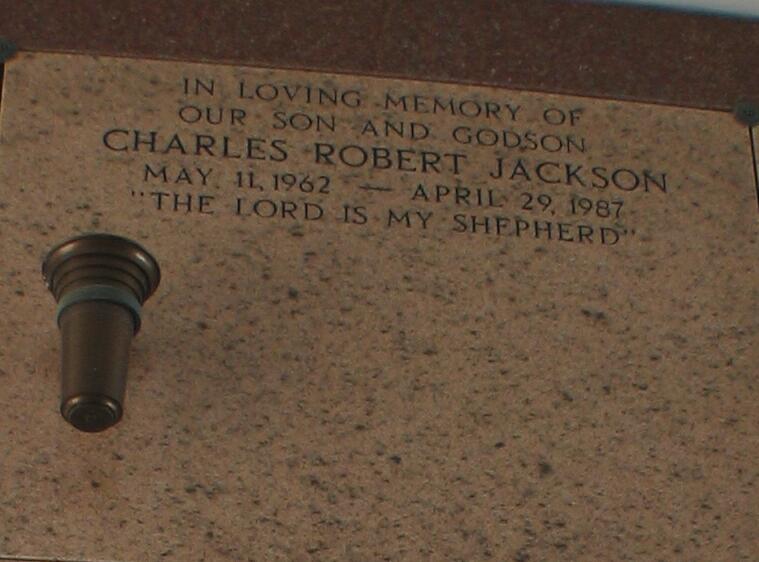 IN LOVING MEMORY OF
OUR SON AND GODSON
CHARLES ROBERT JACKSON
MAY 11, 1962 — APRIL 29, 1987
"THE LORD IS MY SHEPHERD"